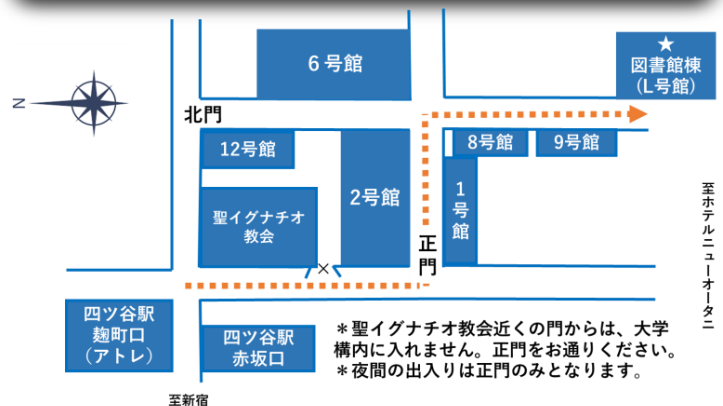 6号館
★
図書館棟
(L号館)
N
北門
12号館
8号館
9号館
2号館
1
号
館
聖イグナチオ
教会
正
門
×
至ホテルニューオータニ
四ツ谷駅
麹町口
(アトレ)
四ツ谷駅
赤坂口
＊聖イグナチオ教会近くの門からは、大学
構内に入れません。正門をお通りください。
＊夜間の出入りは正門のみとなります。
至新宿